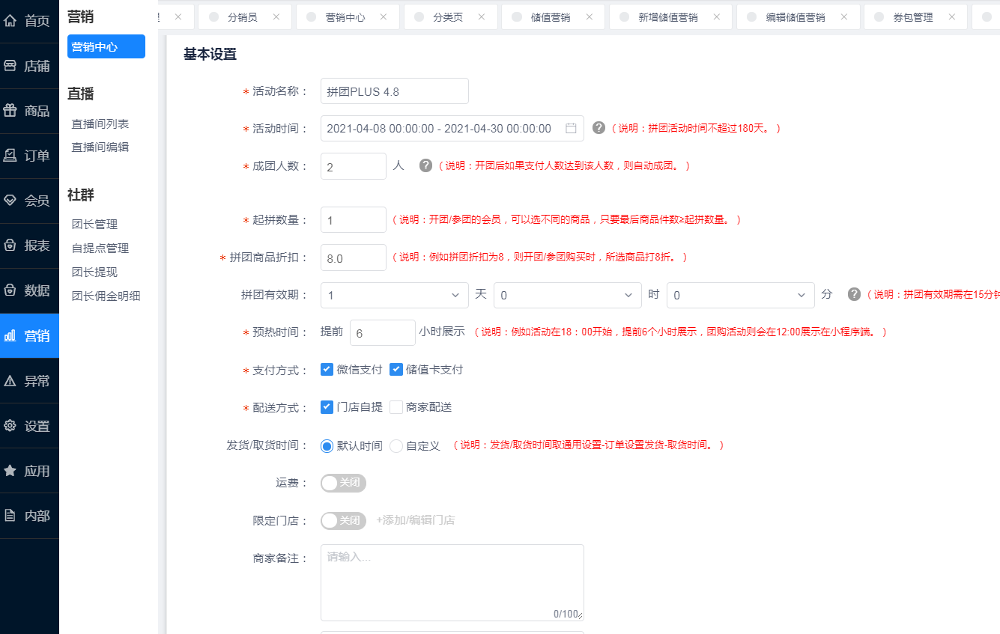 首页
店铺
商品
订单
会员
报表
数据
营销
异常
设置
应用
内部
营销
营销中心
直播
直播间列表
直播间编辑
社群
团长管理
自提点管理
团长提现
团长佣金明细
分销员
营销中心
分类页
储值营销
新增储值营销
编辑储值营销
券包管理
基本设置
* 活动名称： 拼团PLUS 4.8
* 活动时间： 2021-04-08 00:00:00 - 2021-04-30 00:00:00 ? （说明：拼团活动时间不超过180天。）
* 成团人数： 2 人 ? （说明：开团后如果支付人数达到该人数，则自动成团。）
* 起拼数量： 1 （说明：开团/参团的会员，可以选不同的商品，只要最后商品件数≥起拼数量。）
* 拼团商品折扣： 8.0 （说明：例如拼团折扣为8，则开团/参团购买时，所选商品打8折。）
拼团有效期： 1 天 0 时 0 分 ? （说明：拼团有效期需在15分钟
* 预热时间： 提前 6 小时展示 （说明：例如活动在18：00开始，提前6个小时展示，团购活动则会在12:00展示在小程序端。）
* 支付方式： 微信支付 储值卡支付
* 配送方式： 门店自提 商家配送
发货/取货时间： 默认时间 自定义 （说明：发货/取货时间取通用设置-订单设置发货-取货时间。）
运费： 关闭
限定门店： 关闭 +添加/编辑门店
商家备注： 请输入...
0/100